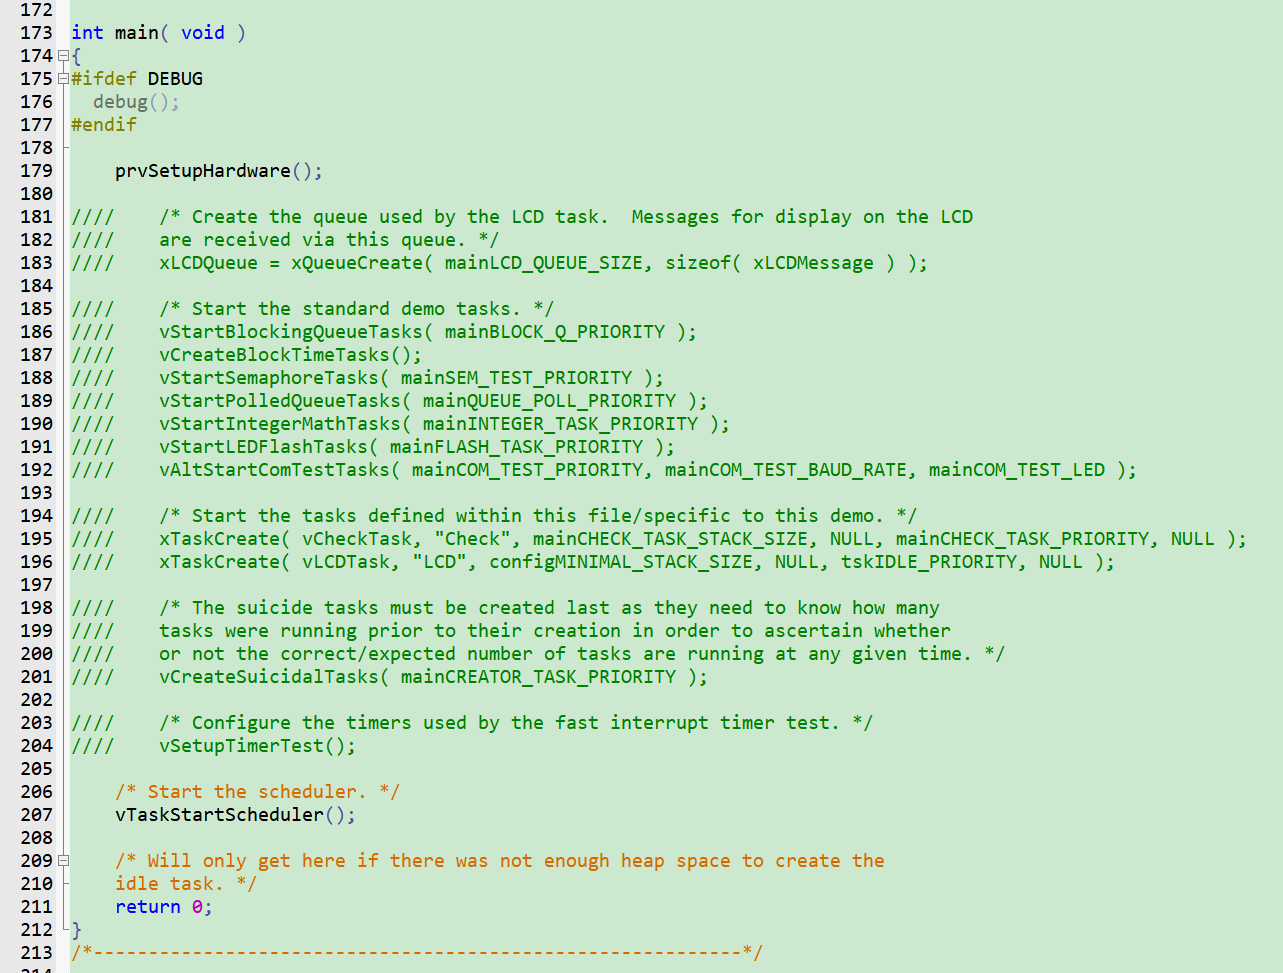 172
173 int main( void )
174 {
175 #ifdef DEBUG
176   debug();
177 #endif
178
179     prvSetupHardware();
180
181 ////    /* Create the queue used by the LCD task.  Messages for display on the LCD
182 ////    are received via this queue. */
183 ////    xLCDQueue = xQueueCreate( mainLCD_QUEUE_SIZE, sizeof( xLCDMessage ) );
184
185 ////    /* Start the standard demo tasks. */
186 ////    vStartBlockingQueueTasks( mainBLOCK_Q_PRIORITY );
187 ////    vCreateBlockTimeTasks();
188 ////    vStartSemaphoreTasks( mainSEM_TEST_PRIORITY );
189 ////    vStartPolledQueueTasks( mainQUEUE_POLL_PRIORITY );
190 ////    vStartIntegerMathTasks( mainINTEGER_TASK_PRIORITY );
191 ////    vStartLEDFlashTasks( mainFLASH_TASK_PRIORITY );
192 ////    vAltStartComTestTasks( mainCOM_TEST_PRIORITY, mainCOM_TEST_BAUD_RATE, mainCOM_TEST_LED );
193
194 ////    /* Start the tasks defined within this file/specific to this demo. */
195 ////    xTaskCreate( vCheckTask, "Check", mainCHECK_TASK_STACK_SIZE, NULL, mainCHECK_TASK_PRIORITY, NULL );
196 ////    xTaskCreate( vLCDTask, "LCD", configMINIMAL_STACK_SIZE, NULL, tskIDLE_PRIORITY, NULL );
197
198 ////    /* The suicide tasks must be created last as they need to know how many
199 ////    tasks were running prior to their creation in order to ascertain whether
200 ////    or not the correct/expected number of tasks are running at any given time. */
201 ////    vCreateSuicidalTasks( mainCREATOR_TASK_PRIORITY );
202
203 ////    /* Configure the timers used by the fast interrupt timer test. */
204 ////    vSetupTimerTest();
205
206     /* Start the scheduler. */
207     vTaskStartScheduler();
208
209     /* Will only get here if there was not enough heap space to create the
210     idle task. */
211     return 0;
212 }
213 /*-----------------------------------------------------------*/